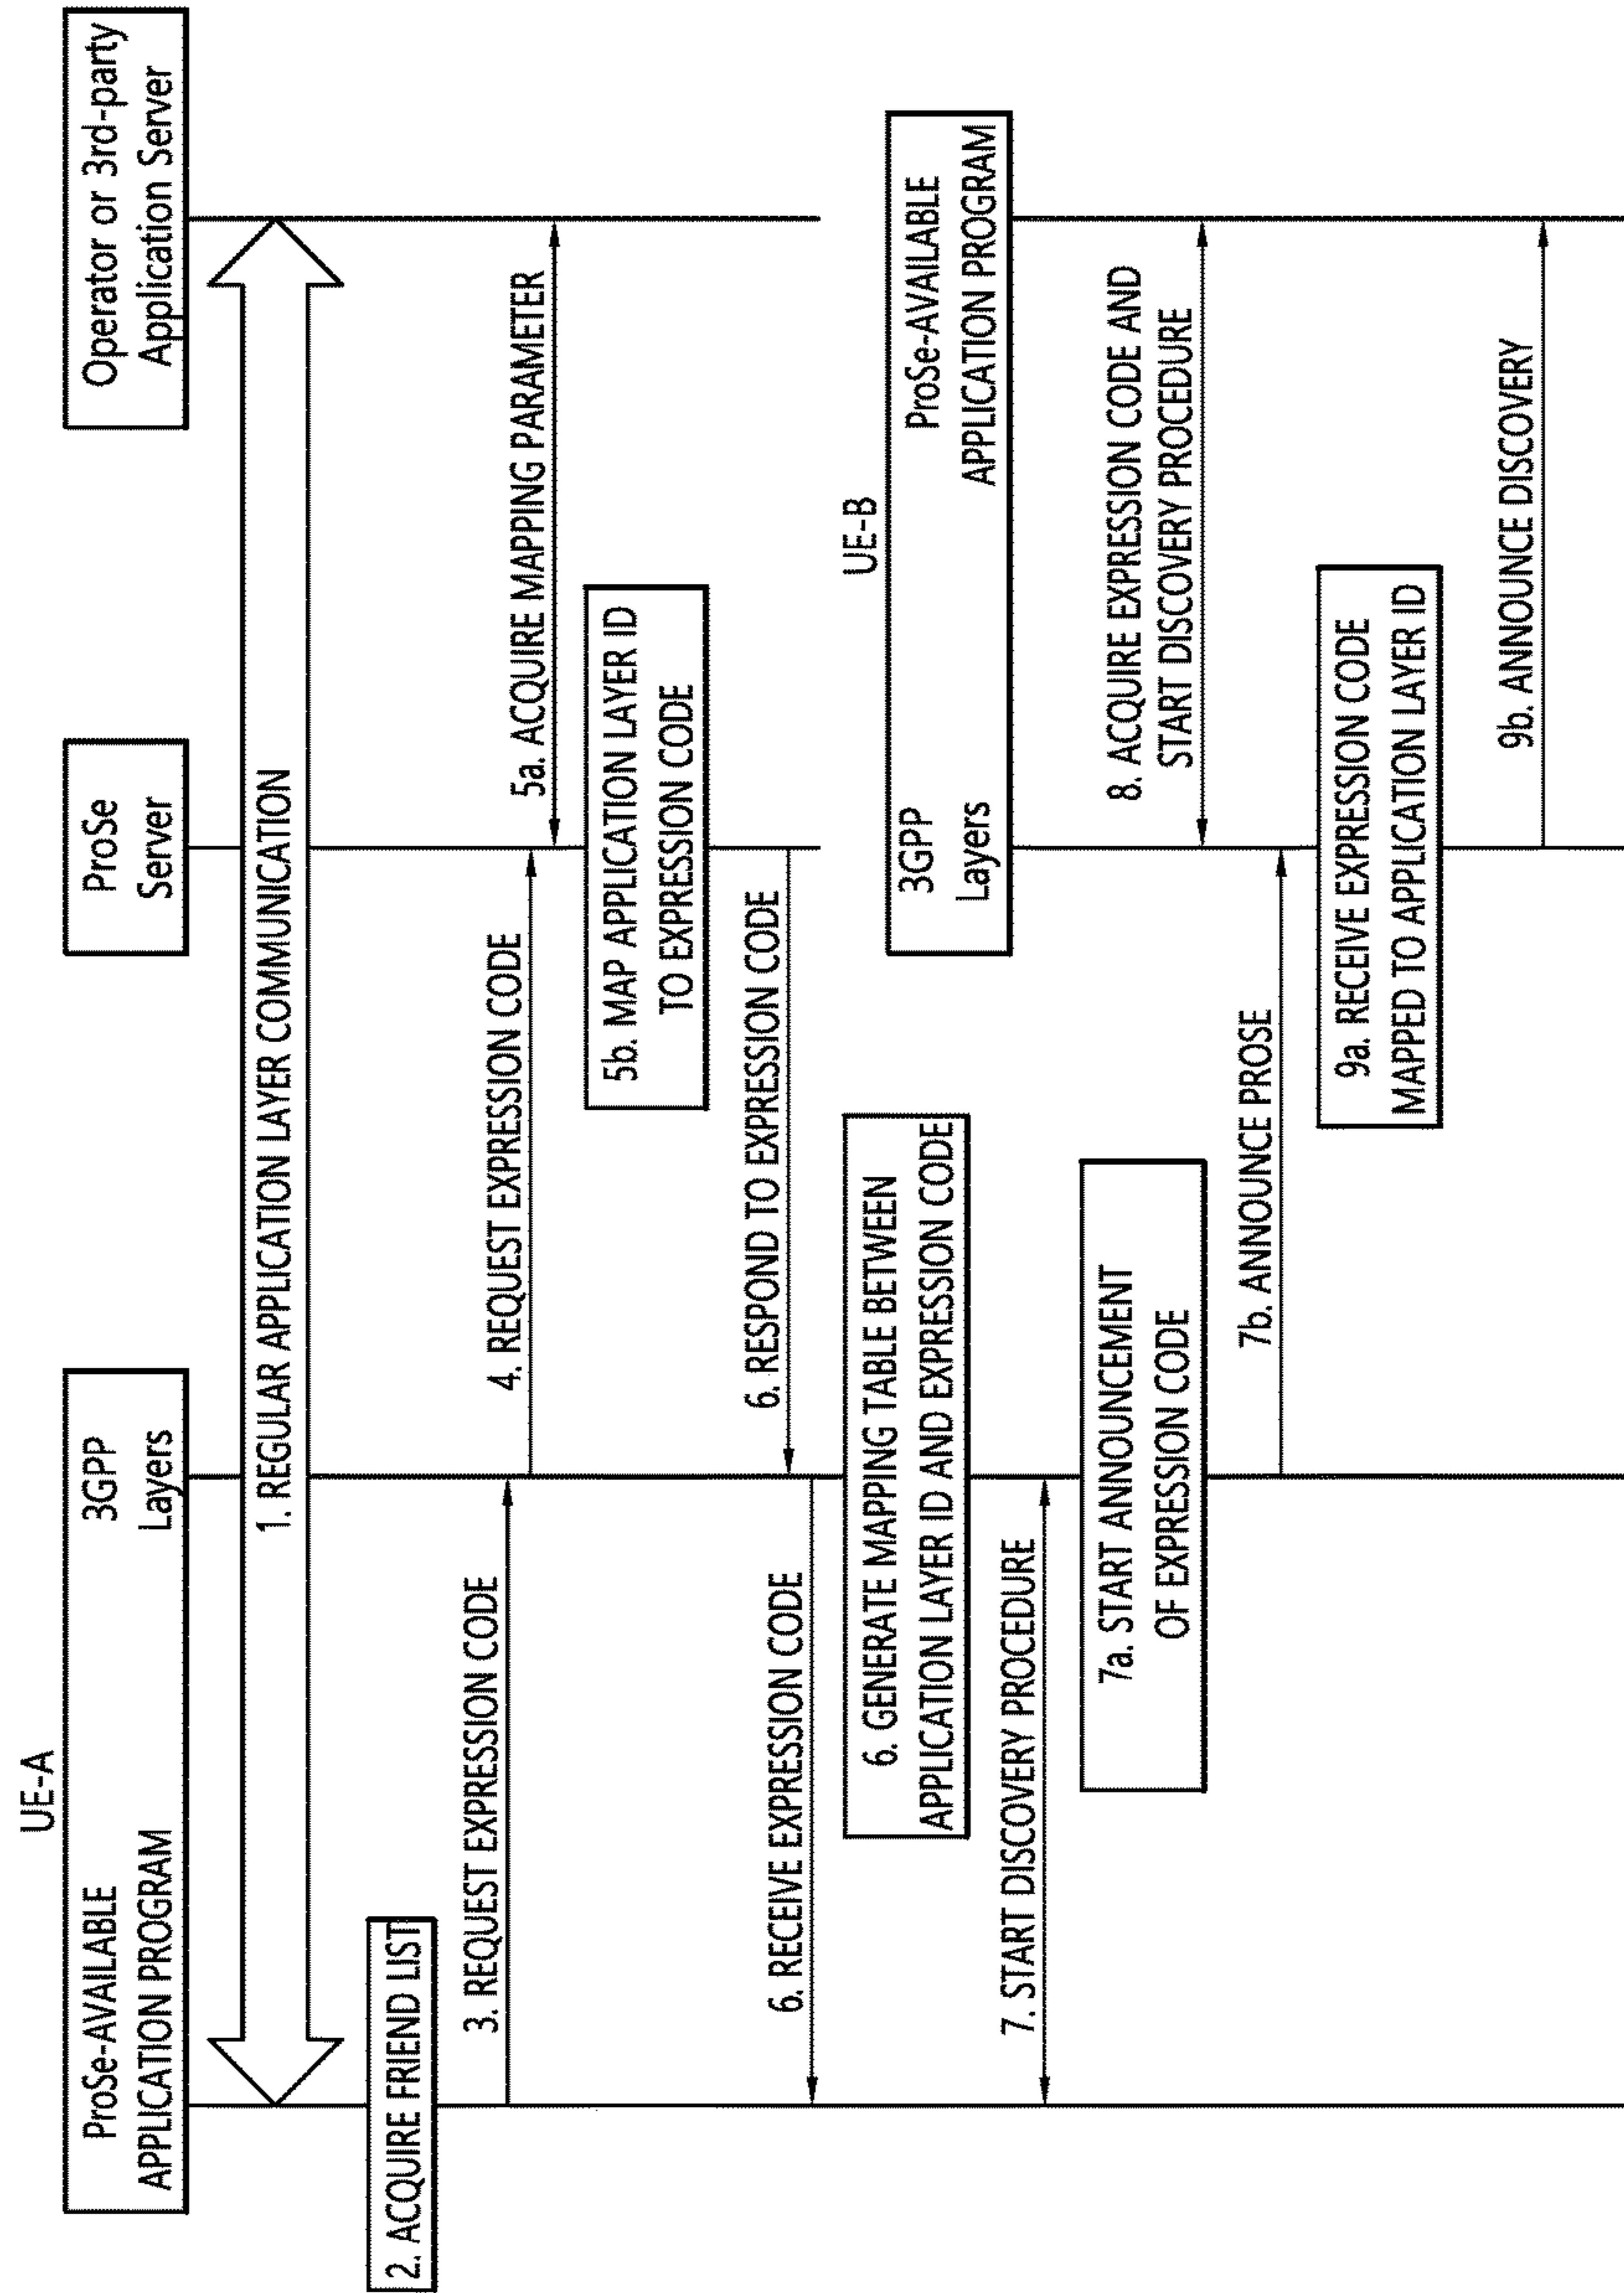 UE-A
ProSe-AVAILABLE
APPLICATION PROGRAM
3GPP
Layers
ProSe
Server
Operator or 3rd-party
Application Server
1. REGULAR APPLICATION LAYER COMMUNICATION
2. ACQUIRE FRIEND LIST
3. REQUEST EXPRESSION CODE
4. REQUEST EXPRESSION CODE
5a. ACQUIRE MAPPING PARAMETER
5b. MAP APPLICATION LAYER ID
TO EXPRESSION CODE
6. RESPOND TO EXPRESSION CODE
6. RECEIVE EXPRESSION CODE
6. GENERATE MAPPING TABLE BETWEEN
APPLICATION LAYER ID AND EXPRESSION CODE
UE-B
3GPP
Layers
ProSe-AVAILABLE
APPLICATION PROGRAM
7. START DISCOVERY PROCEDURE
7a. START ANNOUNCEMENT
OF EXPRESSION CODE
8. ACQUIRE EXPRESSION CODE AND
START DISCOVERY PROCEDURE
7b. ANNOUNCE PROSE
9a. RECEIVE EXPRESSION CODE
MAPPED TO APPLICATION LAYER ID
9b. ANNOUNCE DISCOVERY